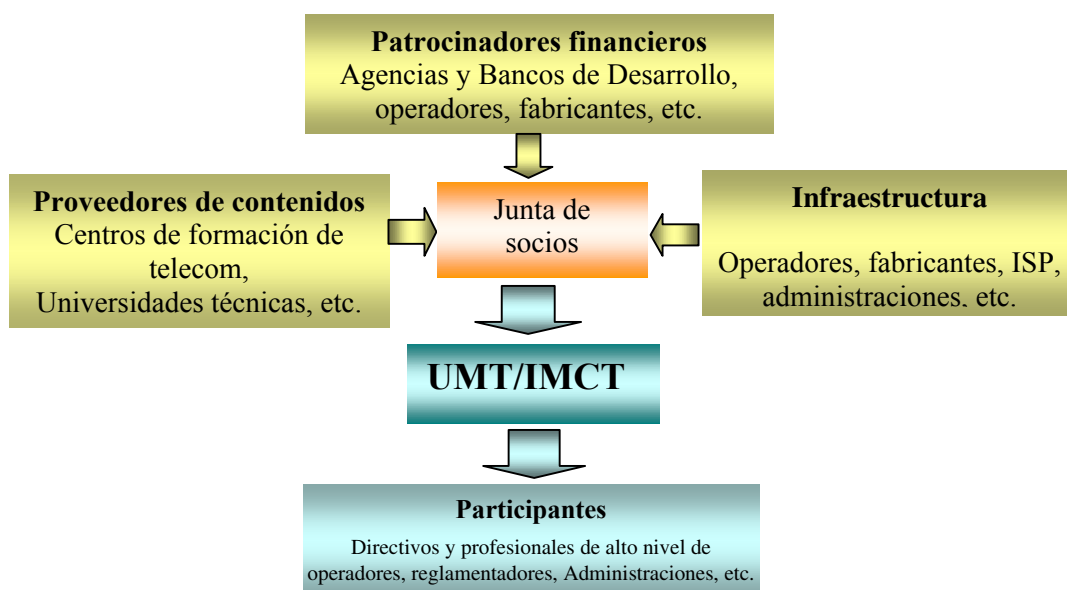 Patrocinadores financieros
Agencias y Bancos de Desarrollo,
operadores, fabricantes, etc.
Proveedores de contenidos
Centros de formación de
telecom,
Universidades técnicas, etc.
Junta de
socios
Infraestructura
Operadores, fabricantes, ISP,
administraciones, etc.
UMT/IMCT
Participantes
Directivos y profesionales de alto nivel de
operadores, reglamentadores, Administraciones, etc.